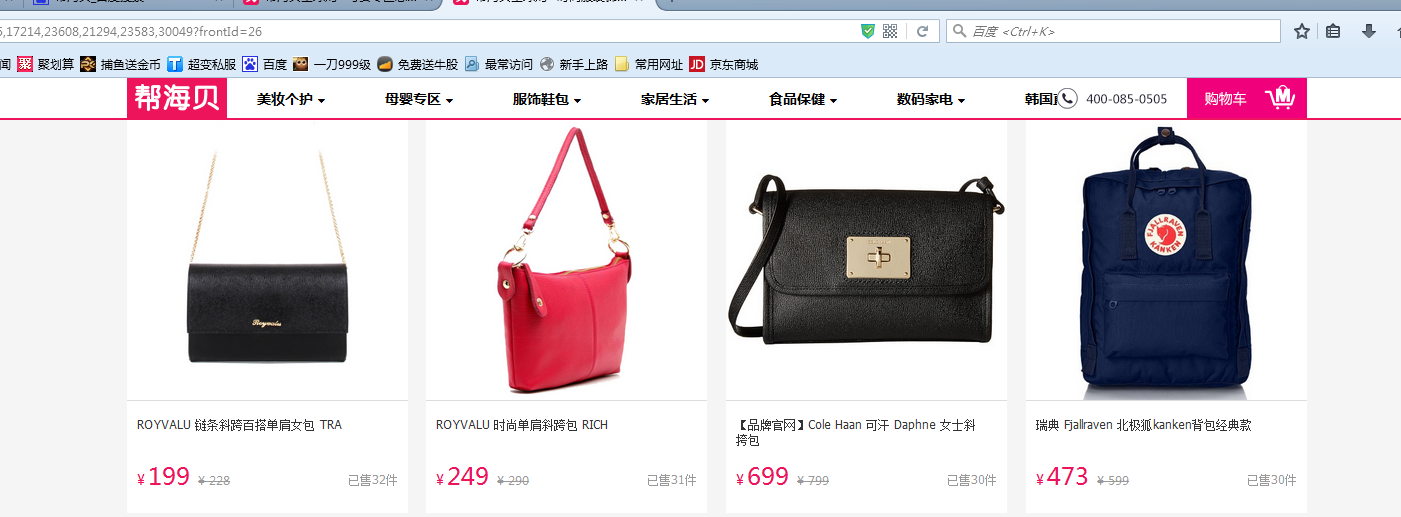 5,17214,23608,21294,23583,30049?frontId=26
百度 <Ctrl+K>
闻 聚划算 捕鱼送金币 超变私服 百度 一刀999级 免费送牛股 最常访问 新手上路 常用网址 JD 京东商城
帮海贝 美妆个护 母婴专区 服饰鞋包 家居生活 食品保健 数码家电 韩国直 400-085-0505 购物车
Royvalu
FJALLRAVEN
KANKEN
ROYVALU 链条斜跨百搭单肩女包 TRA
¥199 ¥228 已售32件
ROYVALU 时尚单肩斜跨包 RICH
¥249 ¥290 已售31件
【品牌官网】Cole Haan 可汗 Daphne 女士斜
挎包
¥699 ¥799 已售30件
瑞典 Fjallraven 北极狐kanken背包经典款
¥473 ¥599 已售30件